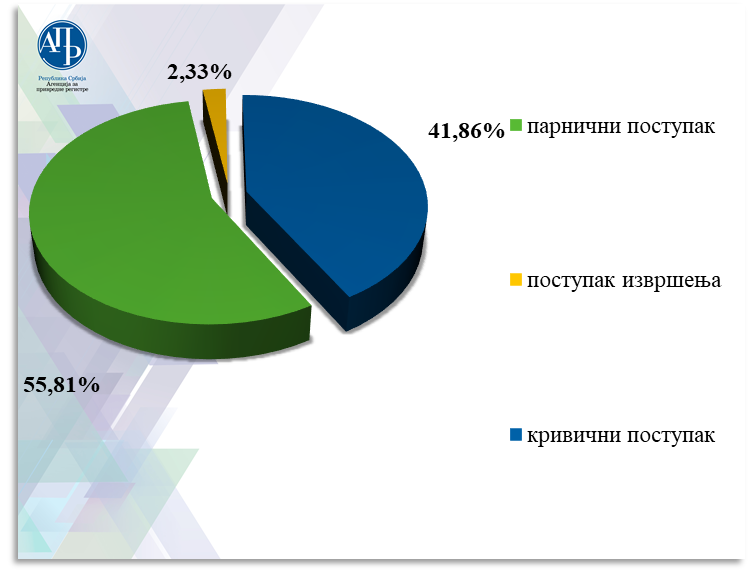 АПР
Република Србија
Агенција за
привредне регистре
2,33%
41,86%
парнични поступак
поступак извршења
55,81%
кривични поступак